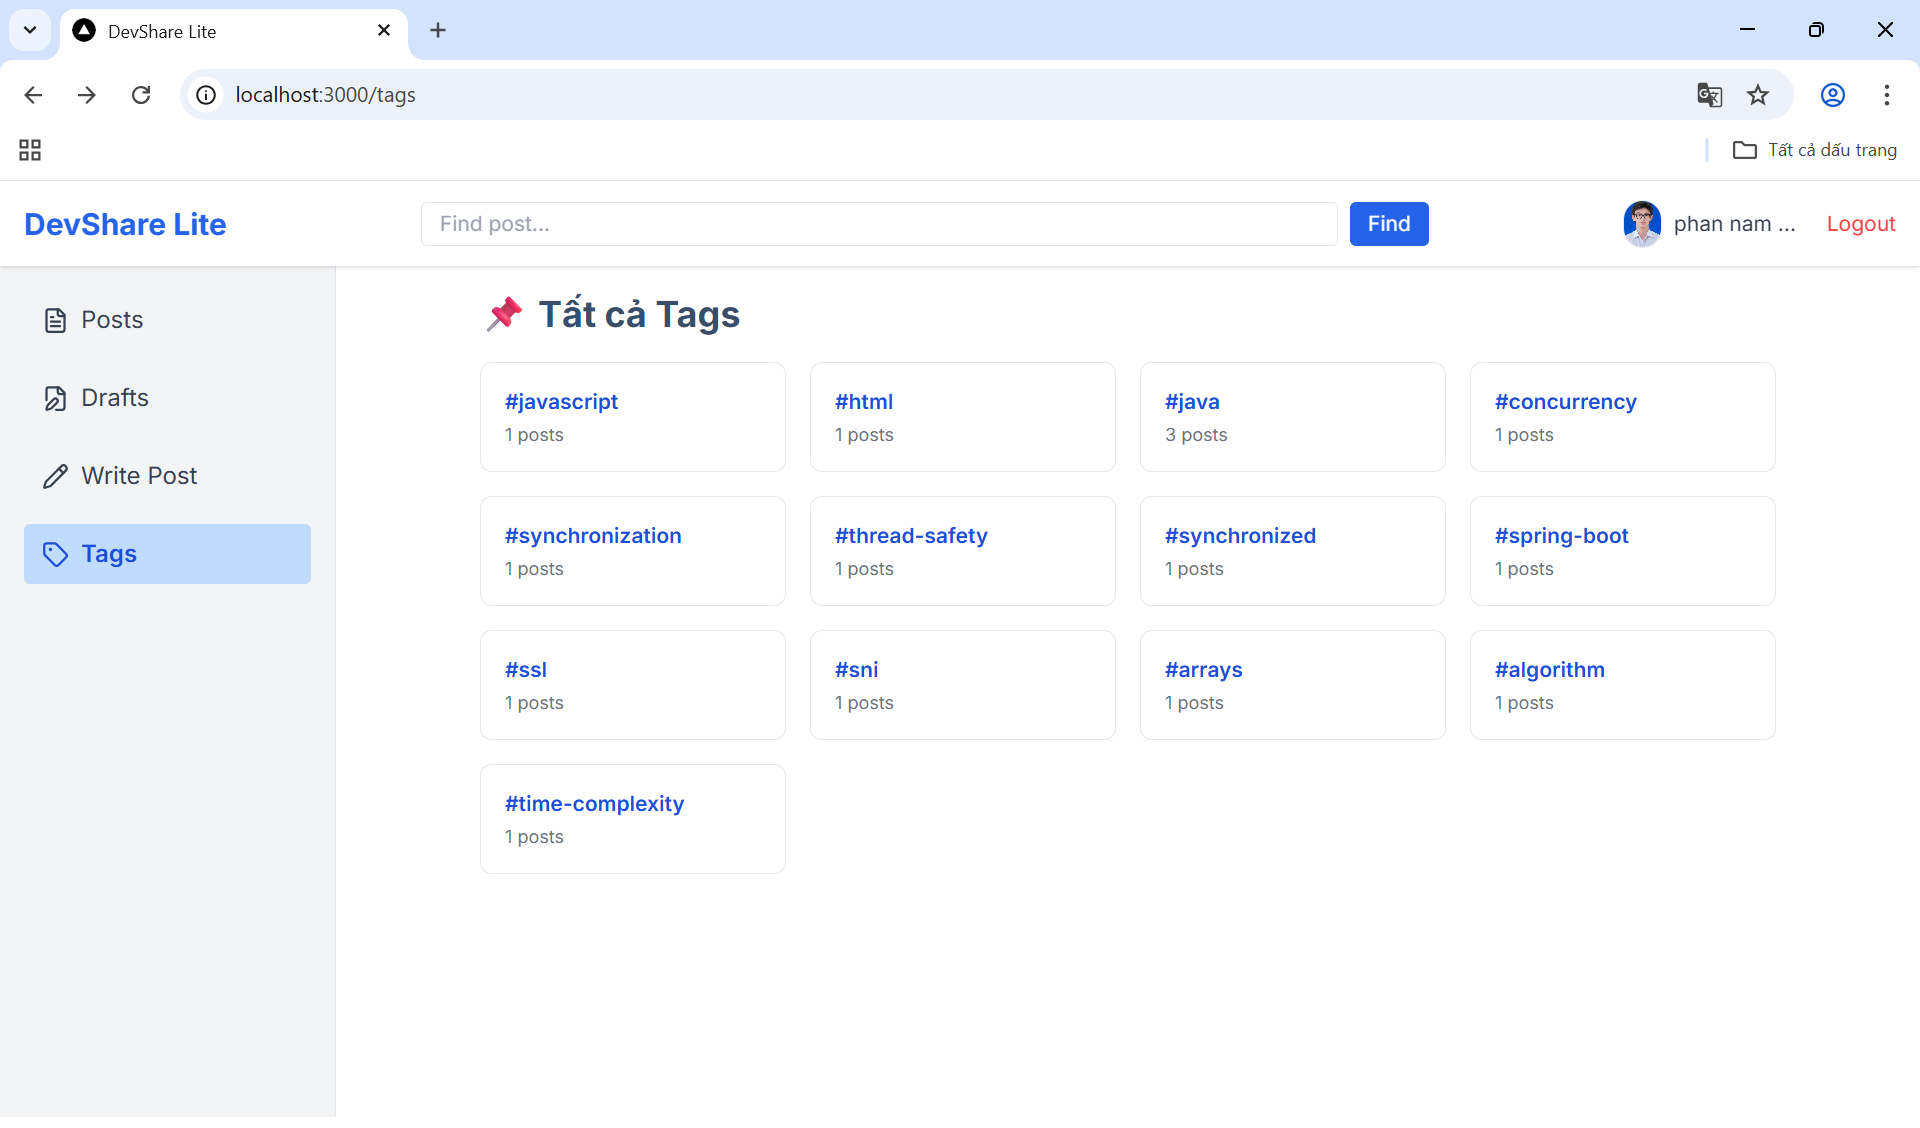 DevShare Lite
localhost:3000/tags
Tất cả dấu trang
DevShare Lite
Find post...
Find
phan nam ...
Logout
Posts
Drafts
Write Post
Tags
📌 Tất cả Tags
#javascript
1 posts
#html
1 posts
#java
3 posts
#concurrency
1 posts
#synchronization
1 posts
#thread-safety
1 posts
#synchronized
1 posts
#spring-boot
1 posts
#ssl
1 posts
#sni
1 posts
#arrays
1 posts
#algorithm
1 posts
#time-complexity
1 posts